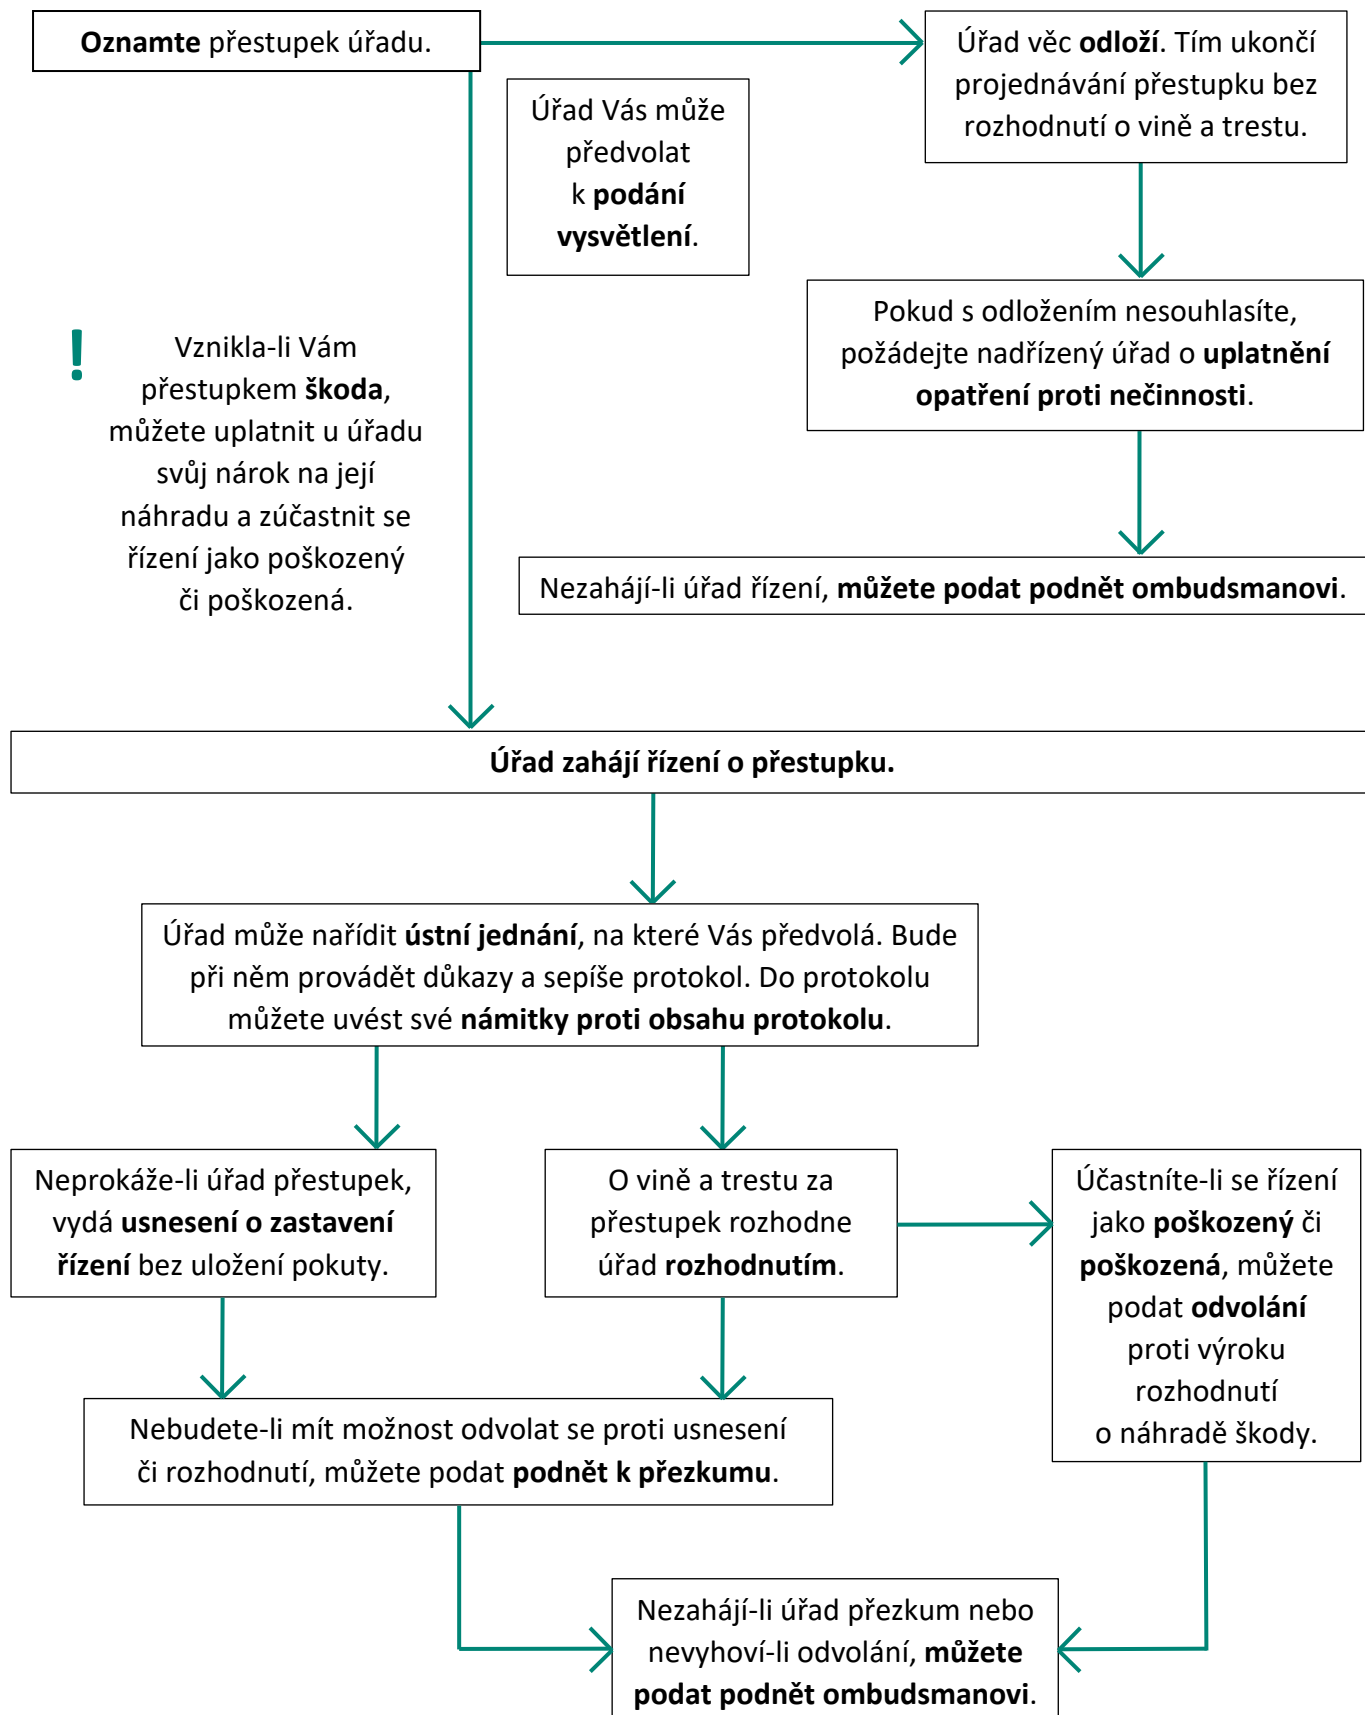 Oznamte přestupek úřadu.
Úřad věc odloží. Tím ukončí
projednávání přestupku bez
rozhodnutí o vině a trestu.
Úřad Vás může
předvolat
k podání
vysvětlení.
Pokud s odložením nesouhlasíte,
požádejte nadřízený úřad o uplatnění
opatření proti nečinnosti.
!
Vznikla-li Vám
přestupkem škoda,
můžete uplatnit u úřadu
svůj nárok na její
náhradu a zúčastnit se
řízení jako poškozený
či poškozená.
Nezahájí-li úřad řízení, můžete podat podnět ombudsmanovi.
Úřad zahájí řízení o přestupku.
Úřad může nařídit ústní jednání, na které Vás předvolá. Bude
při něm provádět důkazy a sepíše protokol. Do protokolu
můžete uvést své námitky proti obsahu protokolu.
Neprokáže-li úřad přestupek,
vydá usnesení o zastavení
řízení bez uložení pokuty.
O vině a trestu za
přestupek rozhodne
úřad rozhodnutím.
Účastníte-li se řízení
jako poškozený či
poškozená, můžete
podat odvolání
proti výroku
rozhodnutí
o náhradě škody.
Nebudete-li mít možnost odvolat se proti usnesení
či rozhodnutí, můžete podat podnět k přezkumu.
Nezahájí-li úřad přezkum nebo
nevyhoví-li odvolání, můžete
podat podnět ombudsmanovi.